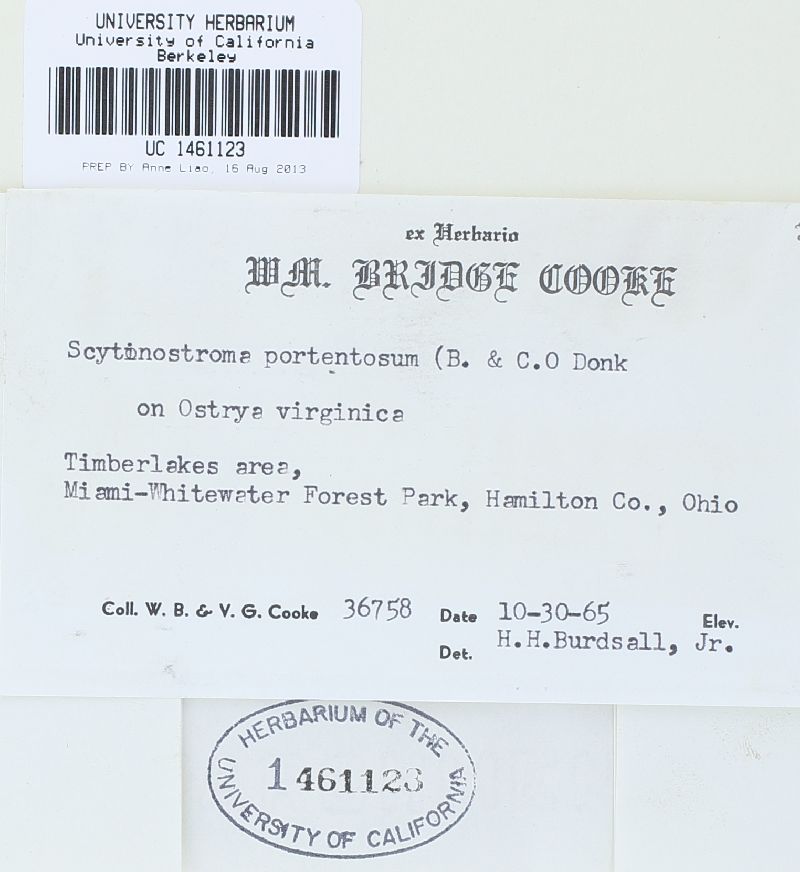 UNIVERSITY HERBARIUM
University of California
Berkeley
UC 1461123
PREP BY Anne Liao, 16 Aug 2013
ex Herbario
WM. BRIDGE COOKE
Scytinostroma portentosum (B. & C.O Donk
on Ostrya virginica
Timberlakes area,
Miami-Whitewater Forest Park, Hamilton Co., Ohio
Coll. W. B. & V. G. Cooke 36758 Date 10-30-65 Elev.
Det. H.H.Burdsall, Jr.
HERBARIUM OF THE
1461123
UNIVERSITY OF CALIFORNIA